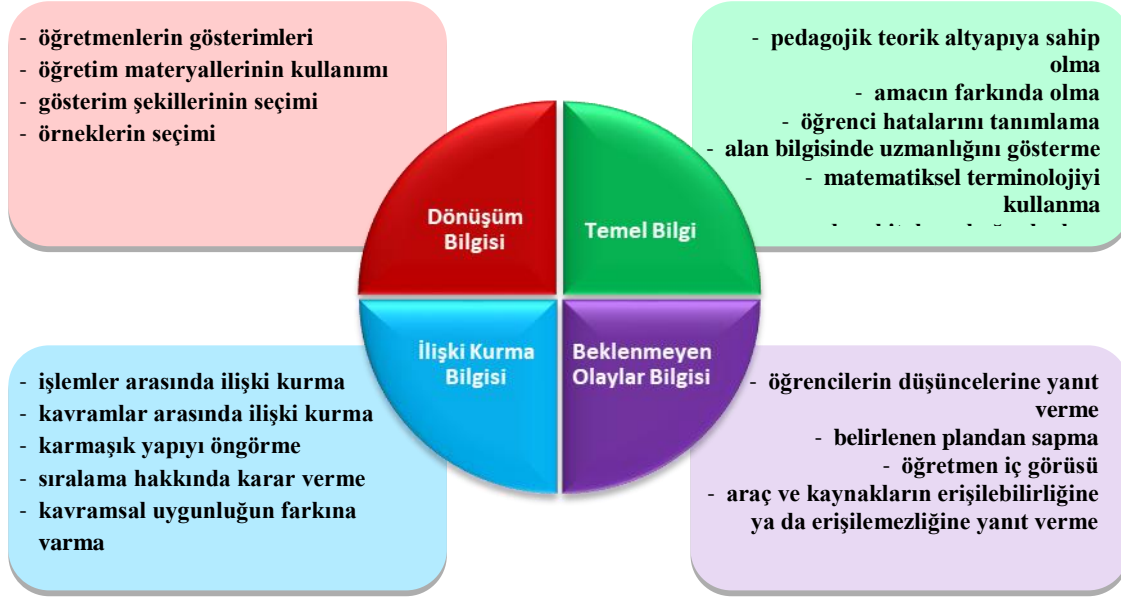 - öğretmenlerin gösterimleri
- öğretim materyallerinin kullanımı
- gösterim şekillerinin seçimi
- örneklerin seçimi
- pedagojik teorik altyapıya sahip
olma
- amacın farkında olma
- öğrenci hatalarını tanımlama
- alan bilgisinde uzmanlığını gösterme
- matematiksel terminolojiyi
kullanma
Dönüşüm
Bilgisi
Temel Bilgi
İlişki Kurma
Bilgisi
Beklenmeyen
Olaylar Bilgisi
- işlemler arasında ilişki kurma
- kavramlar arasında ilişki kurma
- karmaşık yapıyı öngörme
- sıralama hakkında karar verme
- kavramsal uygunluğun farkına
varma
- öğrencilerin düşüncelerine yanıt
verme
- belirlenen plandan sapma
- öğretmen iç görüsü
- araç ve kaynakların erişilebilirliğine
ya da erişilemezliğine yanıt verme